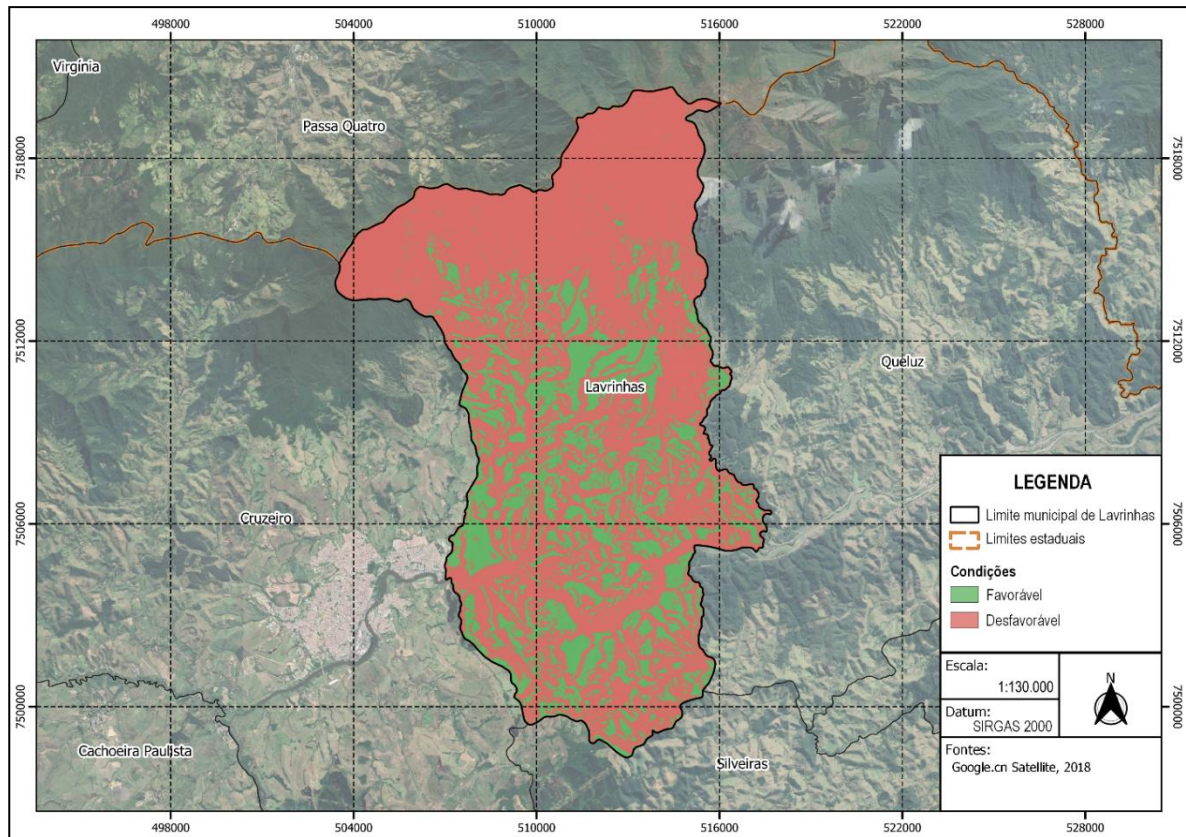 498000
504000
510000
516000
522000
528000
Virgínia
Passa Quatro
7518000
7518000
7512000
7512000
Queluz
Lavrinhas
Cruzeiro
7506000
7506000
LEGENDA
Limite municipal de Lavrinhas
Limites estaduais
Condições
Favorável
Desfavorável
Escala:
1:130.000
N
Datum:
SIRGAS 2000
Fontes:
Google.cn Satellite, 2018
7500000
7500000
Cachoeira Paulista
Silveiras
498000
504000
510000
516000
522000
528000